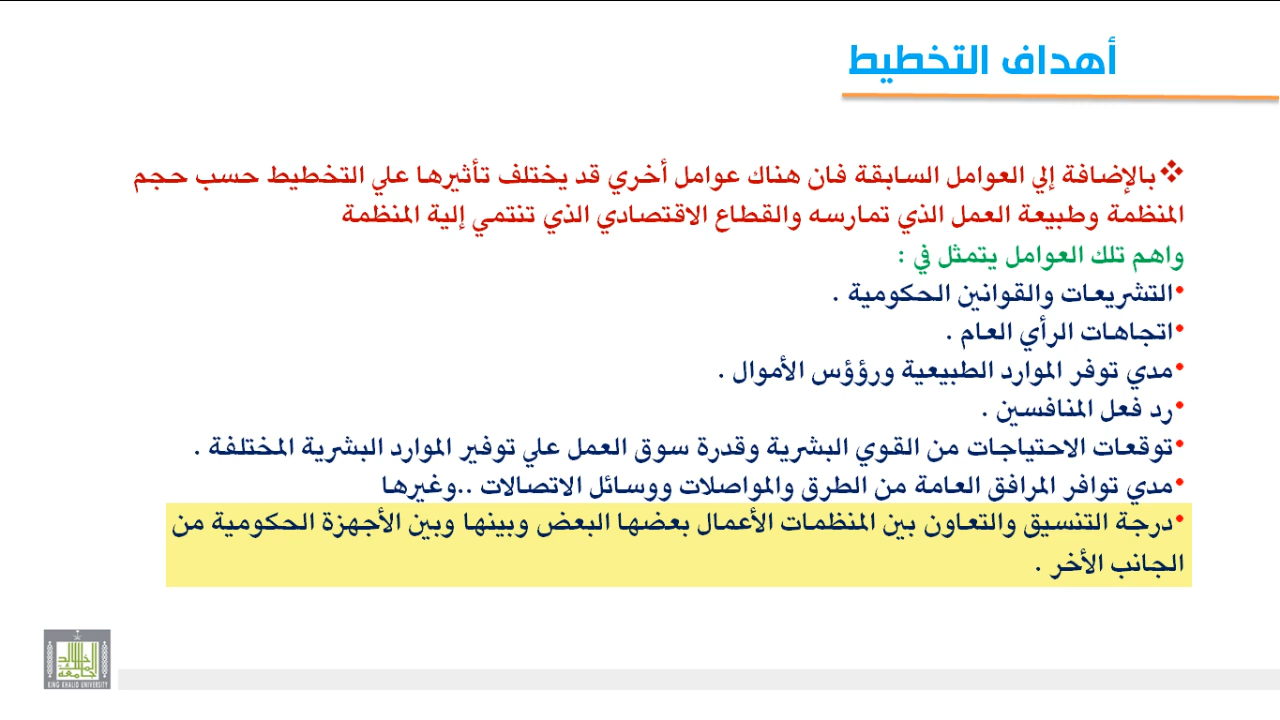 أهداف التخطيط
❖بالإضافة إلي العوامل السابقة فان هناك عوامل أخري قد يختلف تأثيرها علي التخطيط حسب حجم
المنظمة وطبيعة العمل الذي تمارسه والقطاع الاقتصادي الذي تنتمي إلية المنظمة
واهم تلك العوامل يتمثل في :
•التشريعات والقوانين الحكومية .
•اتجاهات الرأي العام .
•مدي توفر الموارد الطبيعية ورؤؤس الأموال .
•رد فعل المنافسين .
•توقعات الاحتياجات من القوي البشرية وقدرة سوق العمل علي توفير الموارد البشرية المختلفة .
•مدي توافر المرافق العامة من الطرق والمواصلات ووسائل الاتصالات ..وغيرها
•درجة التنسيق والتعاون بين المنظمات الأعمال بعضها البعض وبينها وبين الأجهزة الحكومية من
الجانب الأخر .
جامعة الملك خالد
KING KHALID UNIVERSITY